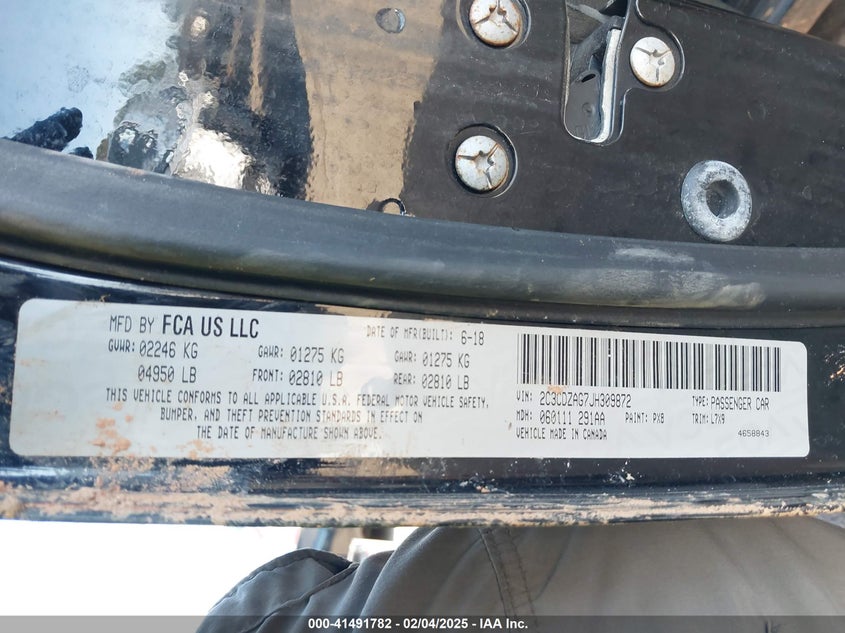 MFD BY FCA US LLC
DATE OF MFR(BUILT): 6-18
GVWR: 02246 KG GAWR: 01275 KG GAWR: 01275 KG
04950 LB FRONT: 02810 LB REAR: 02810 LB
THIS VEHICLE CONFORMS TO ALL APPLICABLE U.S.A. FEDERAL MOTOR VEHICLE SAFETY,
BUMPER, AND THEFT PREVENTION STANDARDS IN EFFECT ON
THE DATE OF MANUFACTURE SHOWN ABOVE.
VIN: 2C3CDZAG7JH309872 TYPE: PASSENGER CAR
MDH: 060111 291AA PAINT: PX8 TRIM: L7X9
VEHICLE MADE IN CANADA 4658843
000-41491782 - 02/04/2025 - IAA Inc.